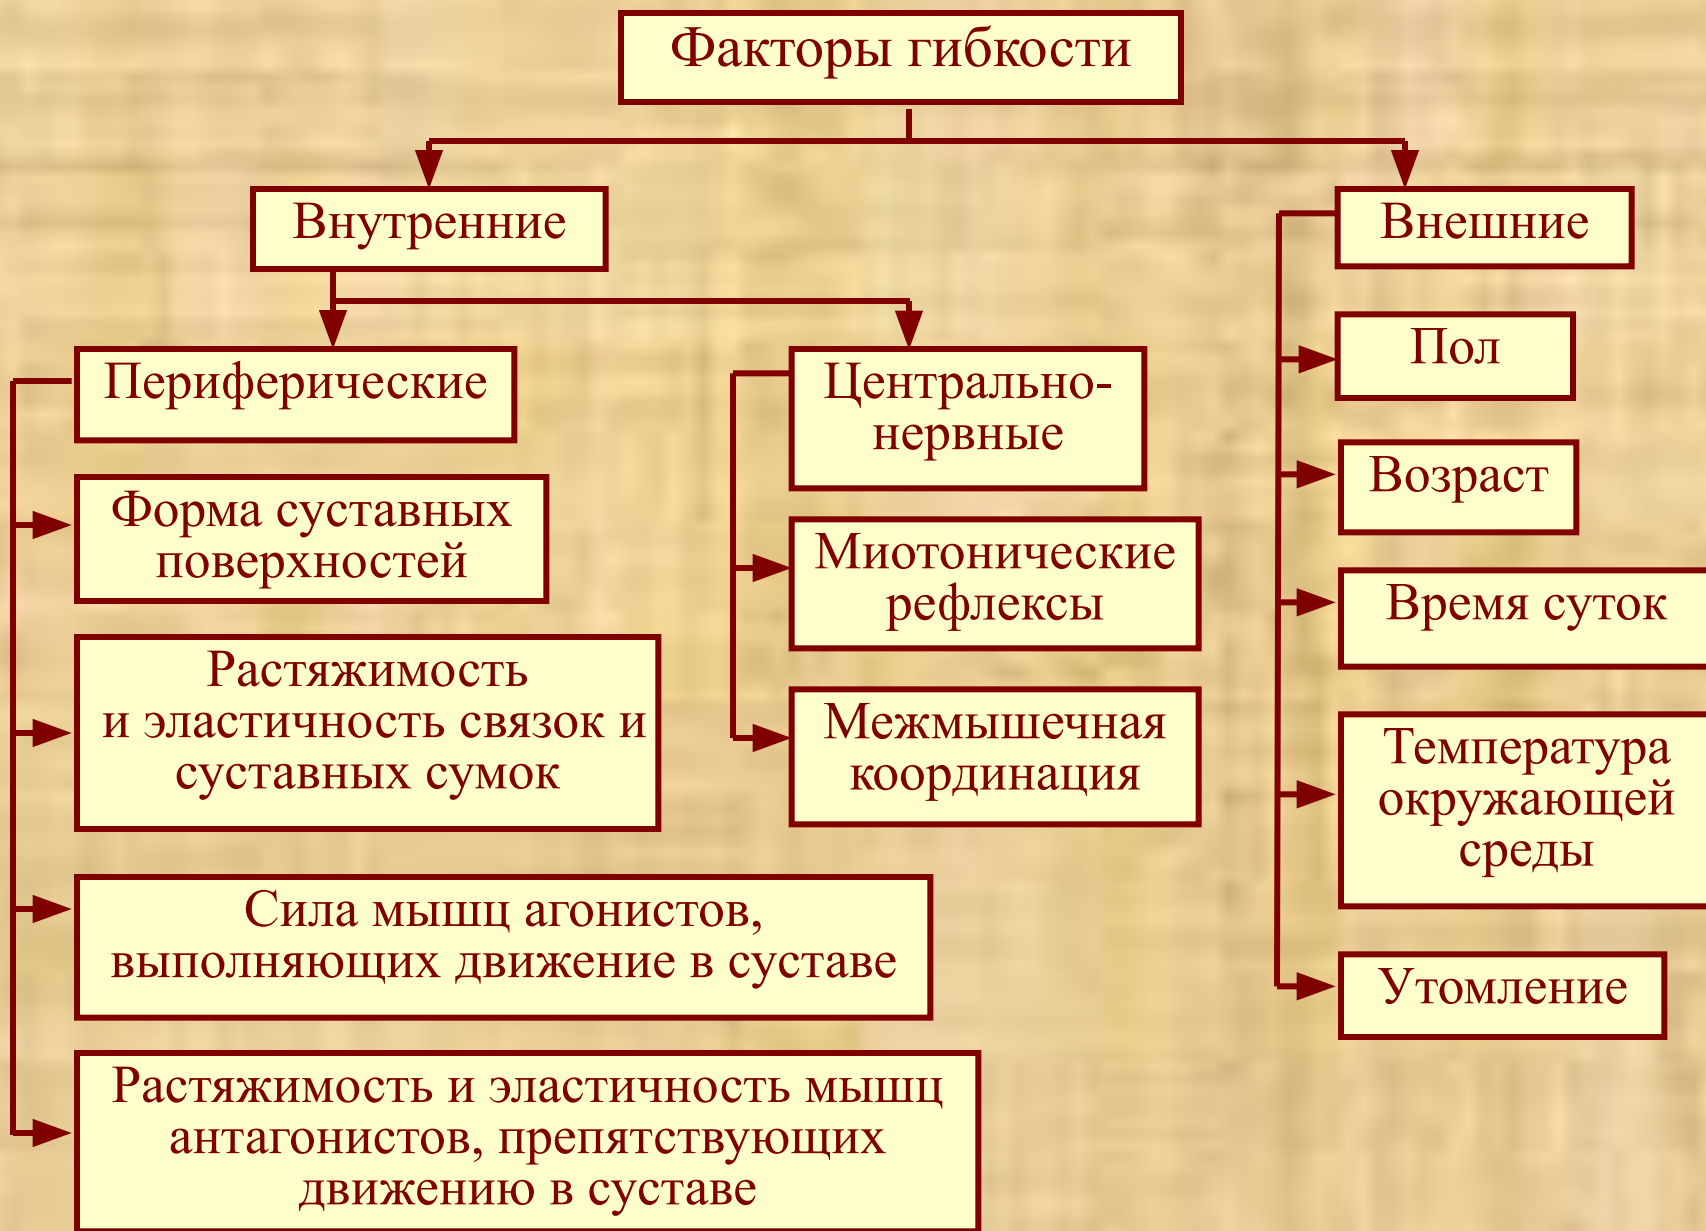 Факторы гибкости
Внутренние
Внешние
Периферические
Форма суставных
поверхностей
Растяжимость
и эластичность связок и
суставных сумок
Сила мышц агонистов,
выполняющих движение в суставе
Растяжимость и эластичность мышц
антагонистов, препятствующих
движению в суставе
Центрально-
нервные
Миотонические
рефлексы
Межмышечная
координация
Пол
Возраст
Время суток
Температура
окружающей
среды
Утомление